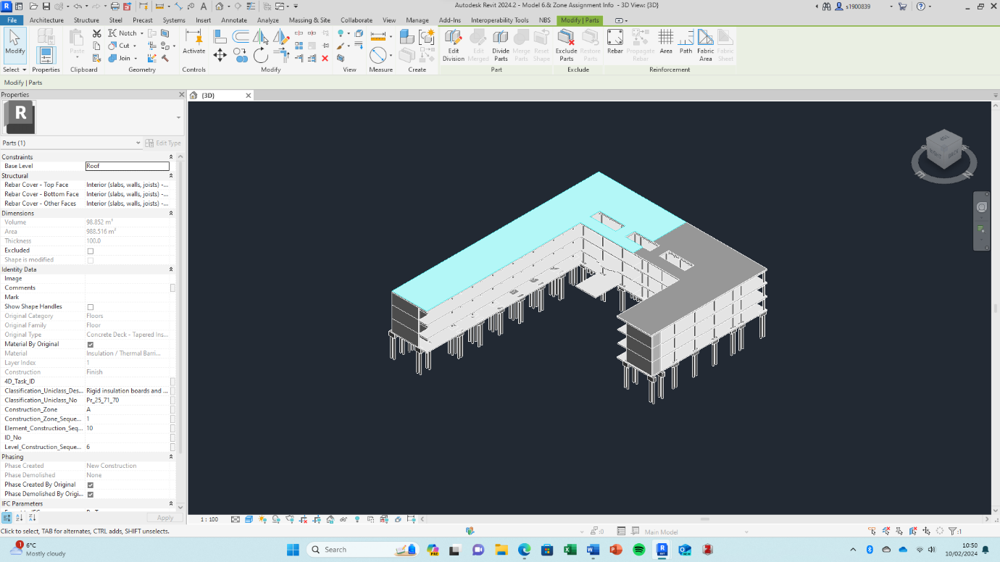 Autodesk Revit 2024.2 - Model 6.& Zone Assignment Info - 3D View: {3D}
s1900839
File Architecture Structure Steel Precast Systems Insert Annotate Analyze Massing & Site Collaborate View Manage Add-Ins Interoperability Tools NBS Modify | Parts
Modify
Select
Properties
Paste
Clipboard
Notch
Cut
Join
Geometry
Activate
Controls
Modify
View
Measure
Create
Edit Division
Edit Merged
Divide Parts
Merge Parts
Reset Shape
Part
Exclude Parts
Restore Parts
Exclude
Rebar
Propagate Rebar
Area
Path
Fabric Area
Fabric Sheet
Reinforcement
Modify | Parts
Properties
{3D}
R
Parts (1)
Edit Type
Constraints
Base Level Roof
Structural
Rebar Cover - Top Face Interior (slabs, walls, joists) -...
Rebar Cover - Bottom Face Interior (slabs, walls, joists) -...
Rebar Cover - Other Faces Interior (slabs, walls, joists) -...
Dimensions
Volume 98.852 m³
Area 988.516 m²
Thickness 100.0
Excluded
Shape is modified
Identity Data
Image
Comments
Mark
Show Shape Handles
Original Category Floors
Original Family Floor
Original Type Concrete Deck - Tapered Ins...
Material By Original
Material Insulation / Thermal Barri...
Layer Index 1
Construction Finish
4D_Task_ID
Classification_Uniclass_Des... Rigid insulation boards and ...
Classification_Uniclass_No Pr_25_71_70
Construction_Zone A
Construction_Zone_Seque... 1
Element_Construction_Seq... 10
ID_No
Level_Construction_Seque... 6
Phasing
Phase Created New Construction
Phase Demolished None
Phase Created By Original
Phase Demolished By Origi...
IFC Parameters
Apply
1 : 100
Click to select, TAB for alternates, CTRL adds, SHIFT unselects.
:0
Main Model
:1
6°C
Mostly cloudy
Search
10:50
10/02/2024